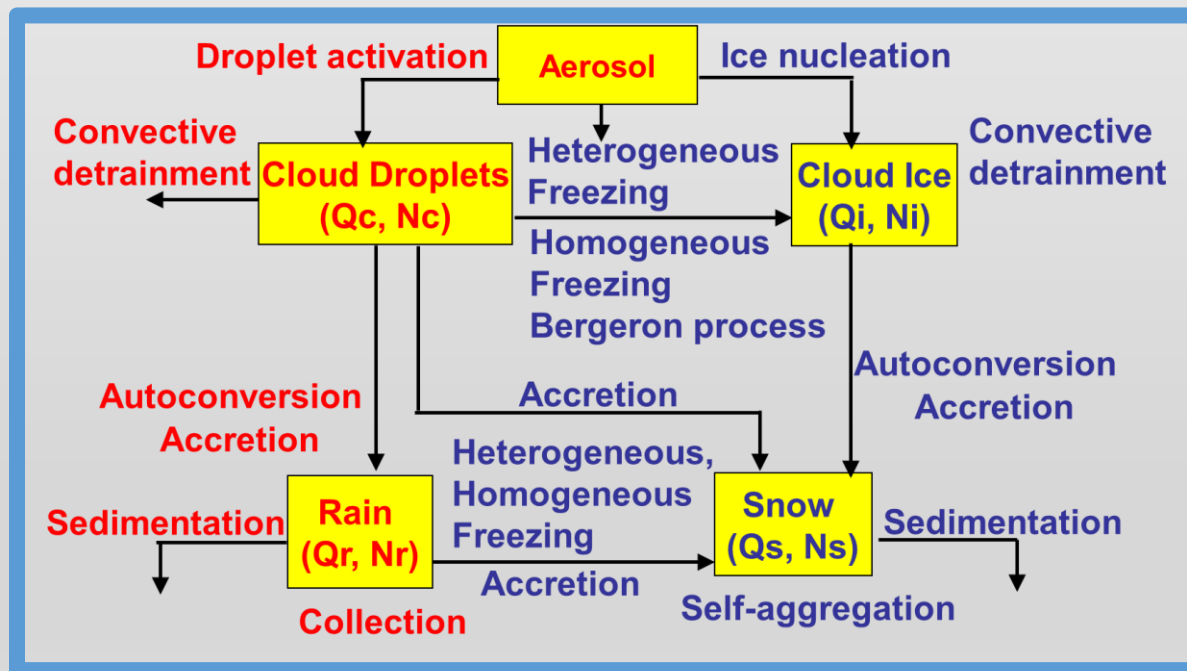 Droplet activation
Aerosol
Ice nucleation
Convective
detrainment
Cloud Droplets
(Qc, Nc)
Heterogeneous
Freezing
Homogeneous
Freezing
Bergeron process
Cloud Ice
(Qi, Ni)
Convective
detrainment
Autoconversion
Accretion
Accretion
Autoconversion
Accretion
Sedimentation
Rain
(Qr, Nr)
Collection
Heterogeneous,
Homogeneous
Freezing
Accretion
Snow
(Qs, Ns)
Sedimentation
Self-aggregation